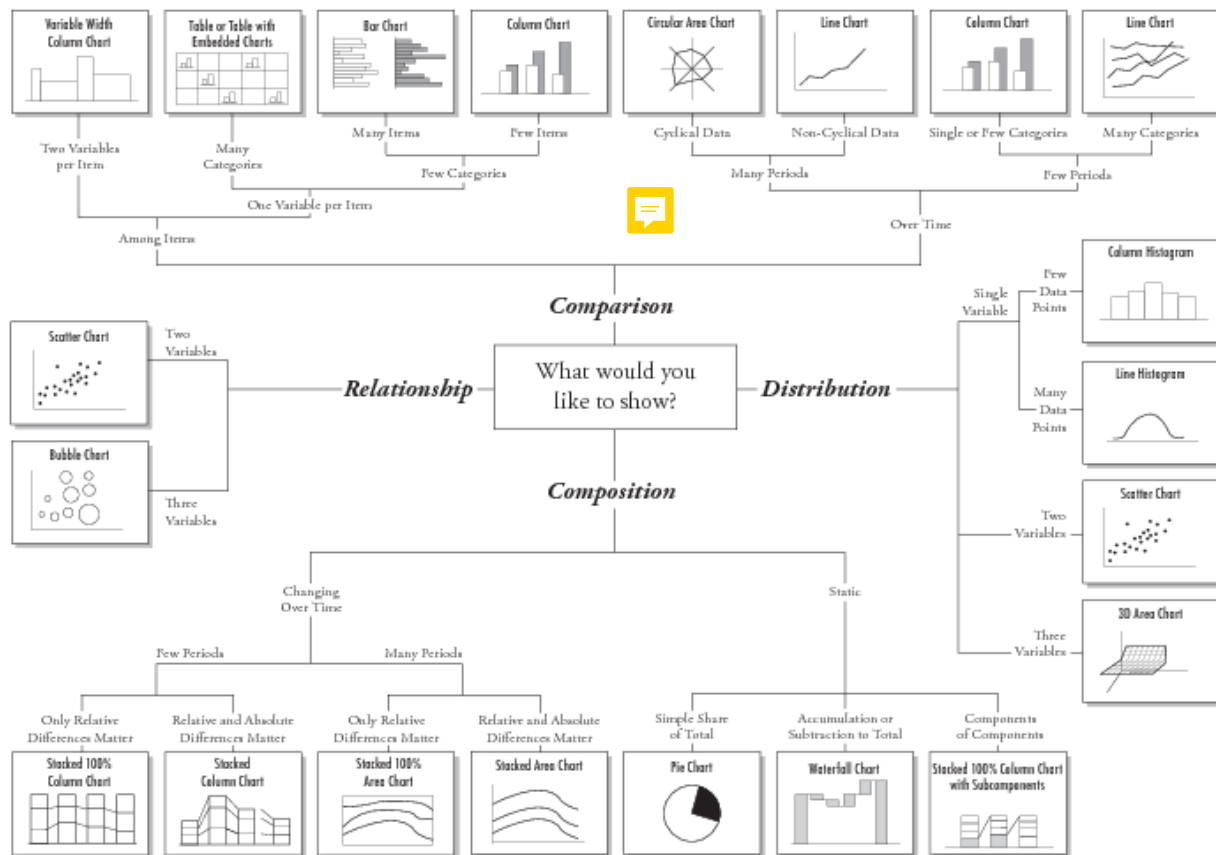 Variable Width
Column Chart
Table or Table with
Embedded Charts
Bar Chart
Column Chart
Circular Area Chart
Line Chart
Column Chart
Line Chart
Two Variables
per Item
Many
Categories
Many Items
Few Items
Cyclical Data
Non-Cyclical Data
Single or Few Categories
Many Categories
Few Categories
Many Periods
Few Periods
One Variable per Item
Among Items
Over Time
Comparison
What would you
like to show?
Relationship
Two
Variables
Scatter Chart
Bubble Chart
Three
Variables
Distribution
Single
Variable
Few
Data
Points
Column Histogram
Many
Data
Points
Line Histogram
Two
Variables
Scatter Chart
Three
Variables
3D Area Chart
Composition
Changing
Over Time
Static
Few Periods
Many Periods
Only Relative
Differences Matter
Relative and Absolute
Differences Matter
Only Relative
Differences Matter
Relative and Absolute
Differences Matter
Simple Share
of Total
Accumulation or
Subtraction to Total
Components
of Components
Stacked 100%
Column Chart
Stacked
Column Chart
Stacked 100%
Area Chart
Stacked Area Chart
Pie Chart
Waterfall Chart
Stacked 100% Column Chart
with Subcomponents